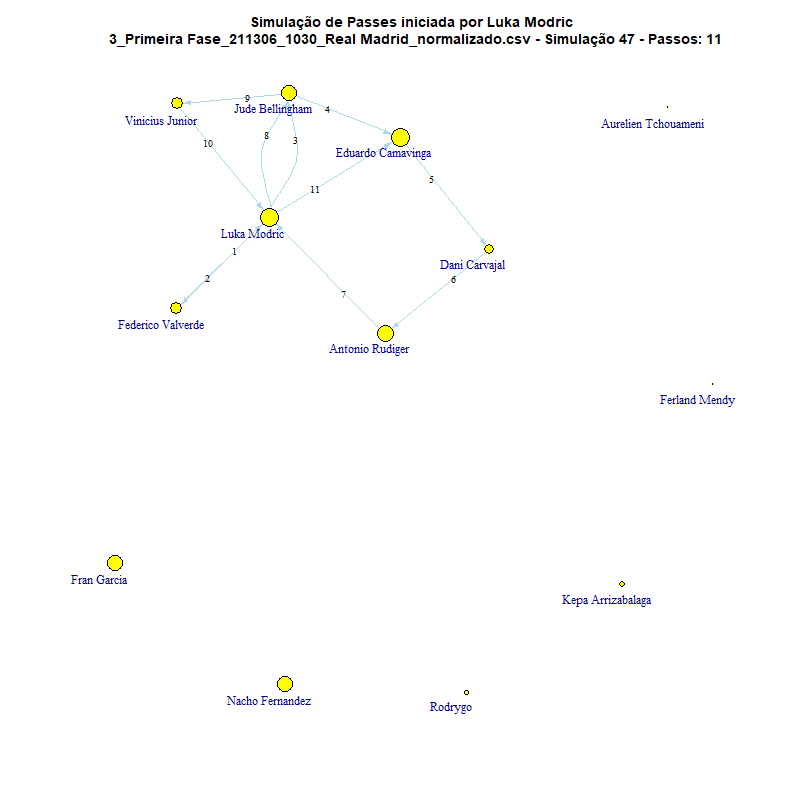 Simulação de Passes iniciada por Luka Modric
3_Primeira Fase_211306_1030_Real Madrid_normalizado.csv - Simulação 47 - Passos: 11
9
Jude Bellingham
4
Vinicius Junior
Aurelien Tchouameni
8
3
10
Eduardo Camavinga
5
11
Luka Modric
1
Dani Carvajal
2
6
7
Federico Valverde
Antonio Rudiger
Ferland Mendy
Fran Garcia
Kepa Arrizabalaga
Nacho Fernandez
Rodrygo